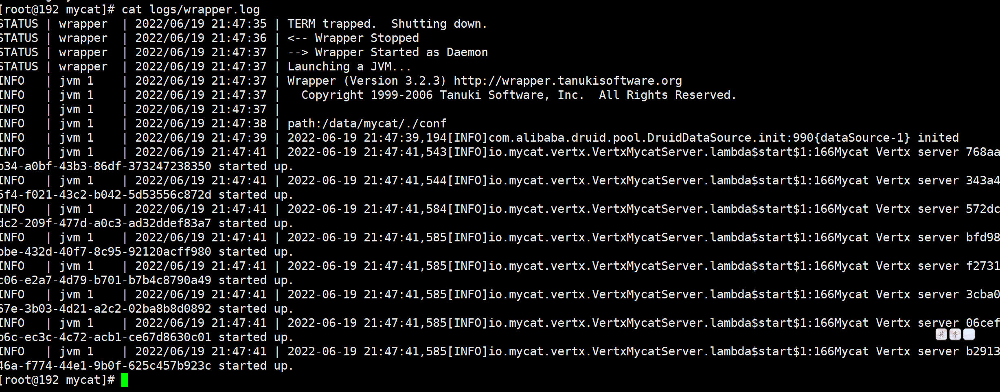 [root@192 mycat]# cat logs/wrapper.log
STATUS | wrapper  | 2022/06/19 21:47:35 | TERM trapped.  Shutting down.
STATUS | wrapper  | 2022/06/19 21:47:36 | <-- Wrapper Stopped
STATUS | wrapper  | 2022/06/19 21:47:37 | --> Wrapper Started as Daemon
STATUS | wrapper  | 2022/06/19 21:47:37 | Launching a JVM...
INFO   | jvm 1    | 2022/06/19 21:47:37 | Wrapper (Version 3.2.3) http://wrapper.tanukisoftware.org
INFO   | jvm 1    | 2022/06/19 21:47:37 |   Copyright 1999-2006 Tanuki Software, Inc.  All Rights Reserved.
INFO   | jvm 1    | 2022/06/19 21:47:37 |
INFO   | jvm 1    | 2022/06/19 21:47:38 | path:/data/mycat/./conf
INFO   | jvm 1    | 2022/06/19 21:47:39 | 2022-06-19 21:47:39,194[INFO]com.alibaba.druid.pool.DruidDataSource.init:990{dataSource-1} inited
INFO   | jvm 1    | 2022/06/19 21:47:41 | 2022-06-19 21:47:41,543[INFO]io.mycat.vertx.VertxMycatServer.lambda$start$1:166Mycat Vertx server 768aa
b34-a0bf-43b3-86df-373247238350 started up.
INFO   | jvm 1    | 2022/06/19 21:47:41 | 2022-06-19 21:47:41,544[INFO]io.mycat.vertx.VertxMycatServer.lambda$start$1:166Mycat Vertx server 343a4
5f4-f021-43c2-b042-5d53556c872d started up.
INFO   | jvm 1    | 2022/06/19 21:47:41 | 2022-06-19 21:47:41,584[INFO]io.mycat.vertx.VertxMycatServer.lambda$start$1:166Mycat Vertx server 572dc
dc2-209f-477d-a0c3-ad32ddef83a7 started up.
INFO   | jvm 1    | 2022/06/19 21:47:41 | 2022-06-19 21:47:41,585[INFO]io.mycat.vertx.VertxMycatServer.lambda$start$1:166Mycat Vertx server bfd98
bbe-432d-40f7-8c95-92120acff980 started up.
INFO   | jvm 1    | 2022/06/19 21:47:41 | 2022-06-19 21:47:41,585[INFO]io.mycat.vertx.VertxMycatServer.lambda$start$1:166Mycat Vertx server f2731
c06-e2a7-4d79-b701-b7b4c8790a49 started up.
INFO   | jvm 1    | 2022/06/19 21:47:41 | 2022-06-19 21:47:41,585[INFO]io.mycat.vertx.VertxMycatServer.lambda$start$1:166Mycat Vertx server 3cba0
67e-3b03-4d21-a2c2-02ba8b8d0892 started up.
INFO   | jvm 1    | 2022/06/19 21:47:41 | 2022-06-19 21:47:41,585[INFO]io.mycat.vertx.VertxMycatServer.lambda$start$1:166Mycat Vertx server 06cef
b6c-ec3c-4c72-acb1-ce67d8630c01 started up.
英 半
INFO   | jvm 1    | 2022/06/19 21:47:41 | 2022-06-19 21:47:41,585[INFO]io.mycat.vertx.VertxMycatServer.lambda$start$1:166Mycat Vertx server b2913
46a-f774-44e1-9b0f-625c457b923c started up.
[root@192 mycat]#